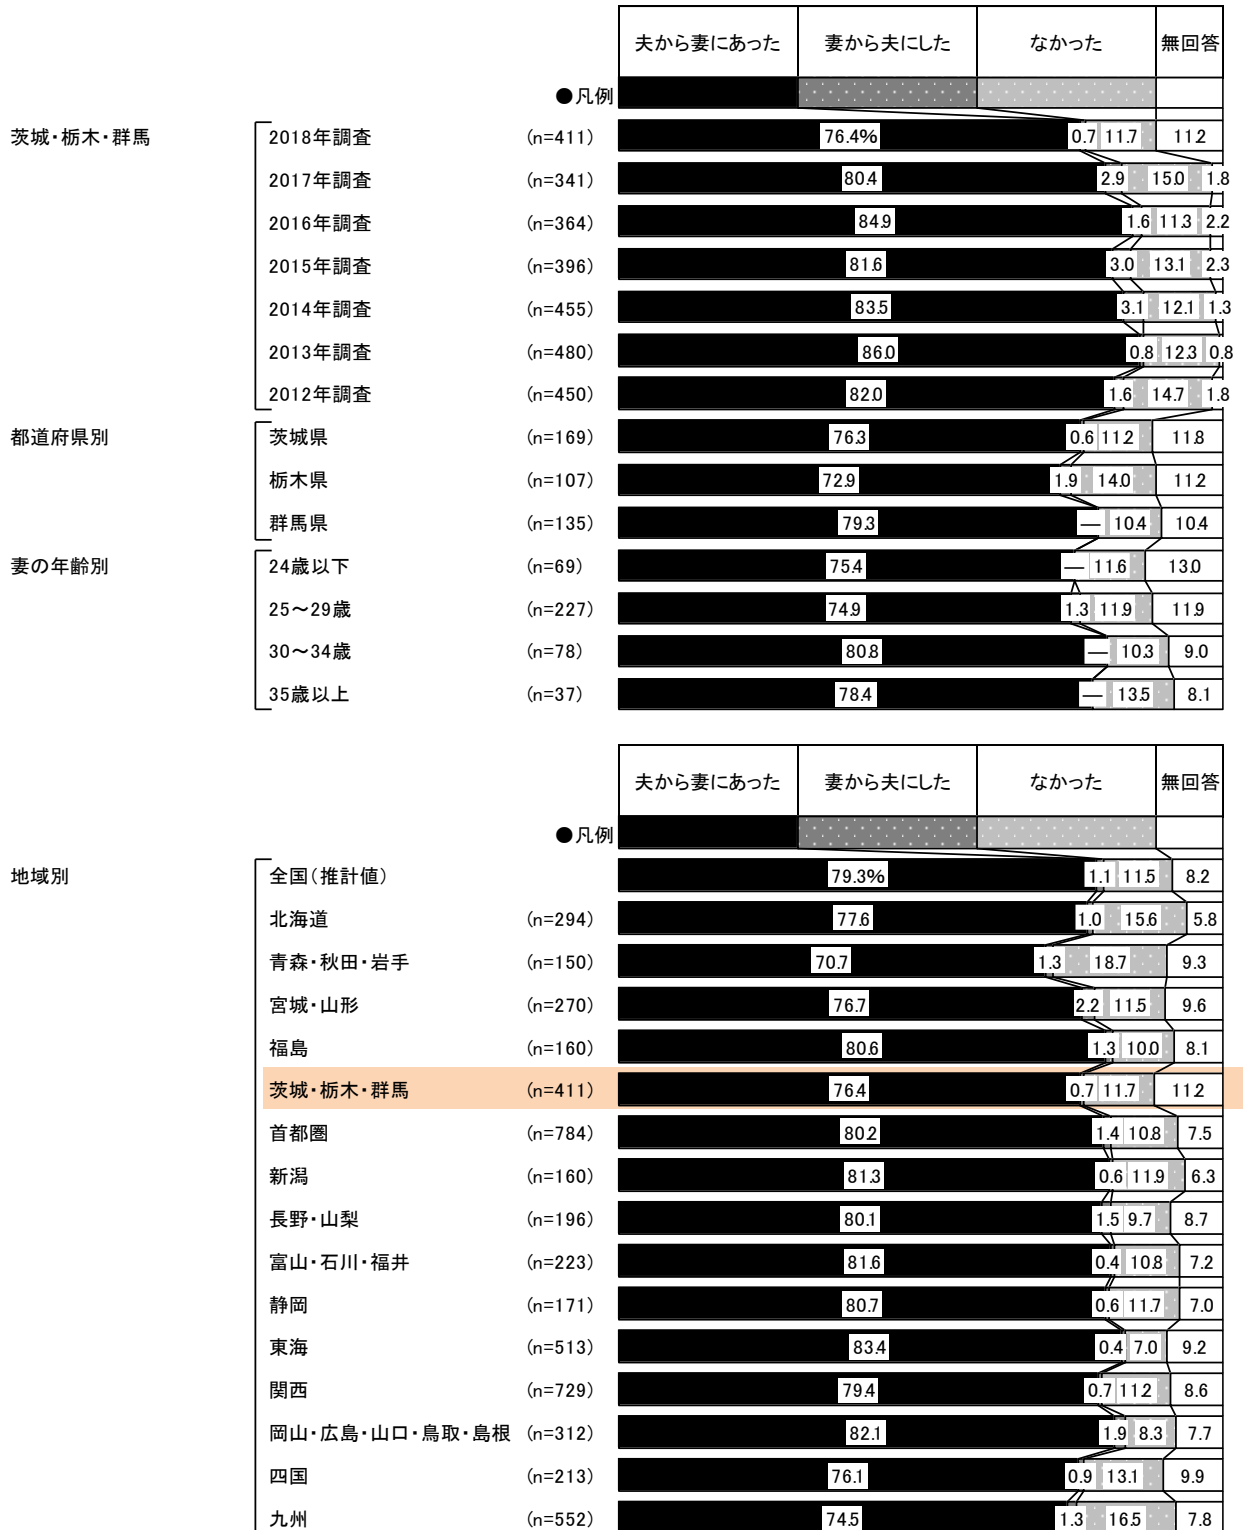 夫から妻にあった 妻から夫にした なかった 無回答
●凡例
茨城・栃木・群馬 2018年調査 (n=411) 76.4% 0.7 11.7 11.2
2017年調査 (n=341) 80.4 2.9 15.0 1.8
2016年調査 (n=364) 84.9 1.6 11.3 2.2
2015年調査 (n=396) 81.6 3.0 13.1 2.3
2014年調査 (n=455) 83.5 3.1 12.1 1.3
2013年調査 (n=480) 86.0 0.8 12.3 0.8
2012年調査 (n=450) 82.0 1.6 14.7 1.8
都道府県別 茨城県 (n=169) 76.3 0.6 11.2 11.8
栃木県 (n=107) 72.9 1.9 14.0 11.2
群馬県 (n=135) 79.3 — 10.4 10.4
妻の年齢別 24歳以下 (n=69) 75.4 — 11.6 13.0
25～29歳 (n=227) 74.9 1.3 11.9 11.9
30～34歳 (n=78) 80.8 — 10.3 9.0
35歳以上 (n=37) 78.4 — 13.5 8.1
夫から妻にあった 妻から夫にした なかった 無回答
●凡例
地域別 全国(推計値) 79.3% 1.1 11.5 8.2
北海道 (n=294) 77.6 1.0 15.6 5.8
青森・秋田・岩手 (n=150) 70.7 1.3 18.7 9.3
宮城・山形 (n=270) 76.7 2.2 11.5 9.6
福島 (n=160) 80.6 1.3 10.0 8.1
茨城・栃木・群馬 (n=411) 76.4 0.7 11.7 11.2
首都圏 (n=784) 80.2 1.4 10.8 7.5
新潟 (n=160) 81.3 0.6 11.9 6.3
長野・山梨 (n=196) 80.1 1.5 9.7 8.7
富山・石川・福井 (n=223) 81.6 0.4 10.8 7.2
静岡 (n=171) 80.7 0.6 11.7 7.0
東海 (n=513) 83.4 0.4 7.0 9.2
関西 (n=729) 79.4 0.7 11.2 8.6
岡山・広島・山口・鳥取・島根 (n=312) 82.1 1.9 8.3 7.7
四国 (n=213) 76.1 0.9 13.1 9.9
九州 (n=552) 74.5 1.3 16.5 7.8